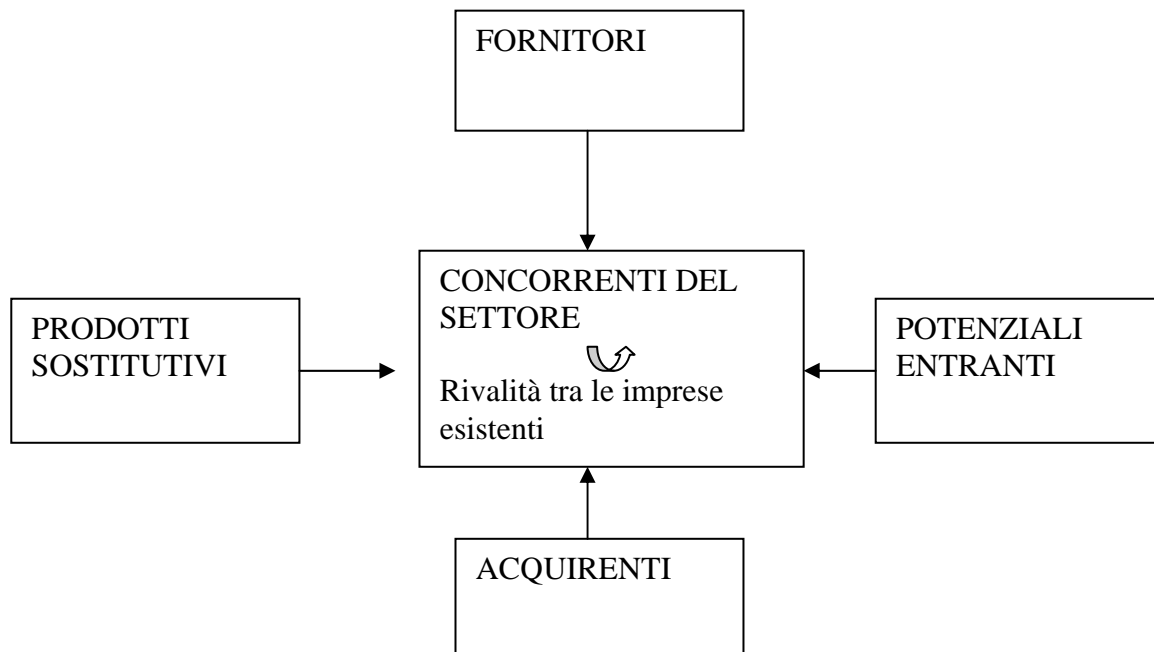 FORNITORI
CONCORRENTI DEL
SETTORE
Rivalità tra le imprese
esistenti
PRODOTTI
SOSTITUTIVI
POTENZIALI
ENTRANTI
ACQUIRENTI